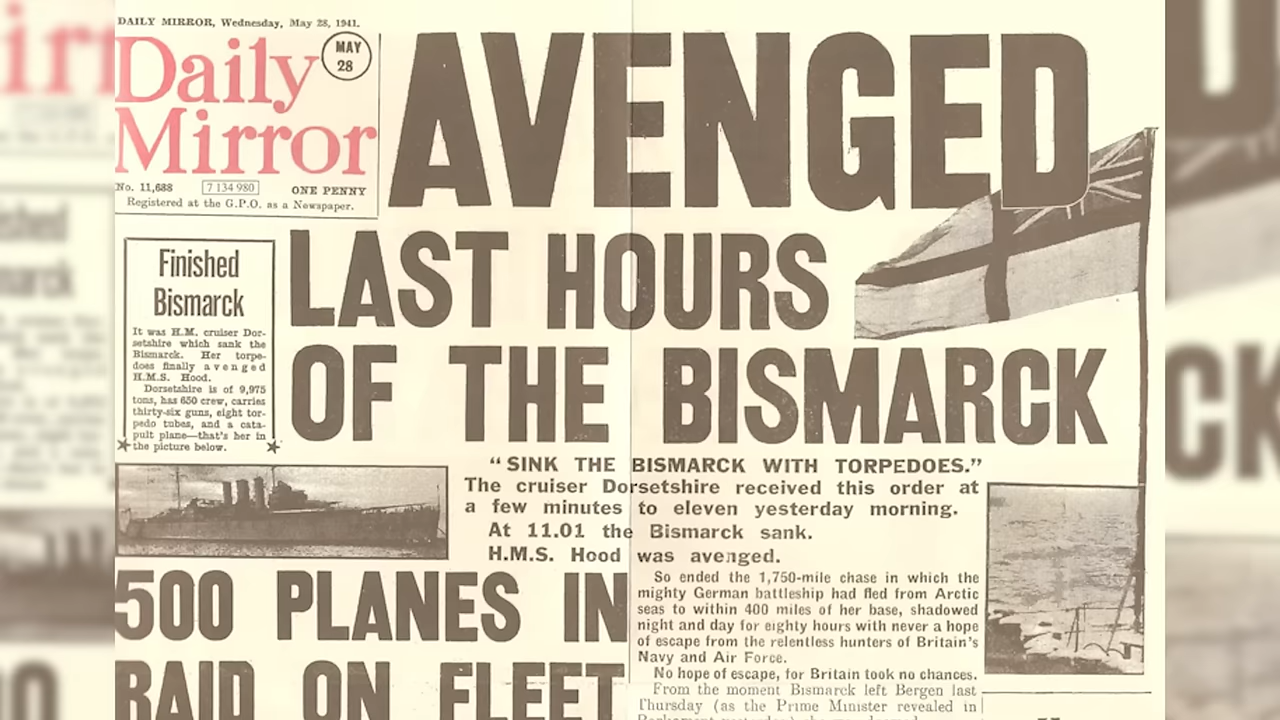 DAILY MIRROR, Wednesday, May 28, 1941.
Daily
Mirror
MAY
28
No. 11,688 7 134 980 ONE PENNY
Registered at the G.P.O. as a Newspaper.
AVENGED
LAST HOURS
OF THE BISMARCK
Finished
Bismarck
It was H.M. cruiser Dor-
setshire which sank the
Bismarck. Her torpe-
does finally avenged
H.M.S. Hood.
Dorsetshire is of 9,975
tons, has 650 crew, carries
thirty-six guns, eight tor-
pedo tubes, and a cata-
pult plane—that's her in
the picture below.
"SINK THE BISMARCK WITH TORPEDOES."
The cruiser Dorsetshire received this order at
a few minutes to eleven yesterday morning.
At 11.01 the Bismarck sank.
H.M.S. Hood was avenged.
So ended the 1,750-mile chase in which the
mighty German battleship had fled from Arctic
seas to within 400 miles of her base, shadowed
night and day for eighty hours with never a hope
of escape from the relentless hunters of Britain's
Navy and Air Force.
No hope of escape, for Britain took no chances.
From the moment Bismarck left Bergen last
Thursday (as the Prime Minister revealed in
500 PLANES IN
RAID ON FLEET